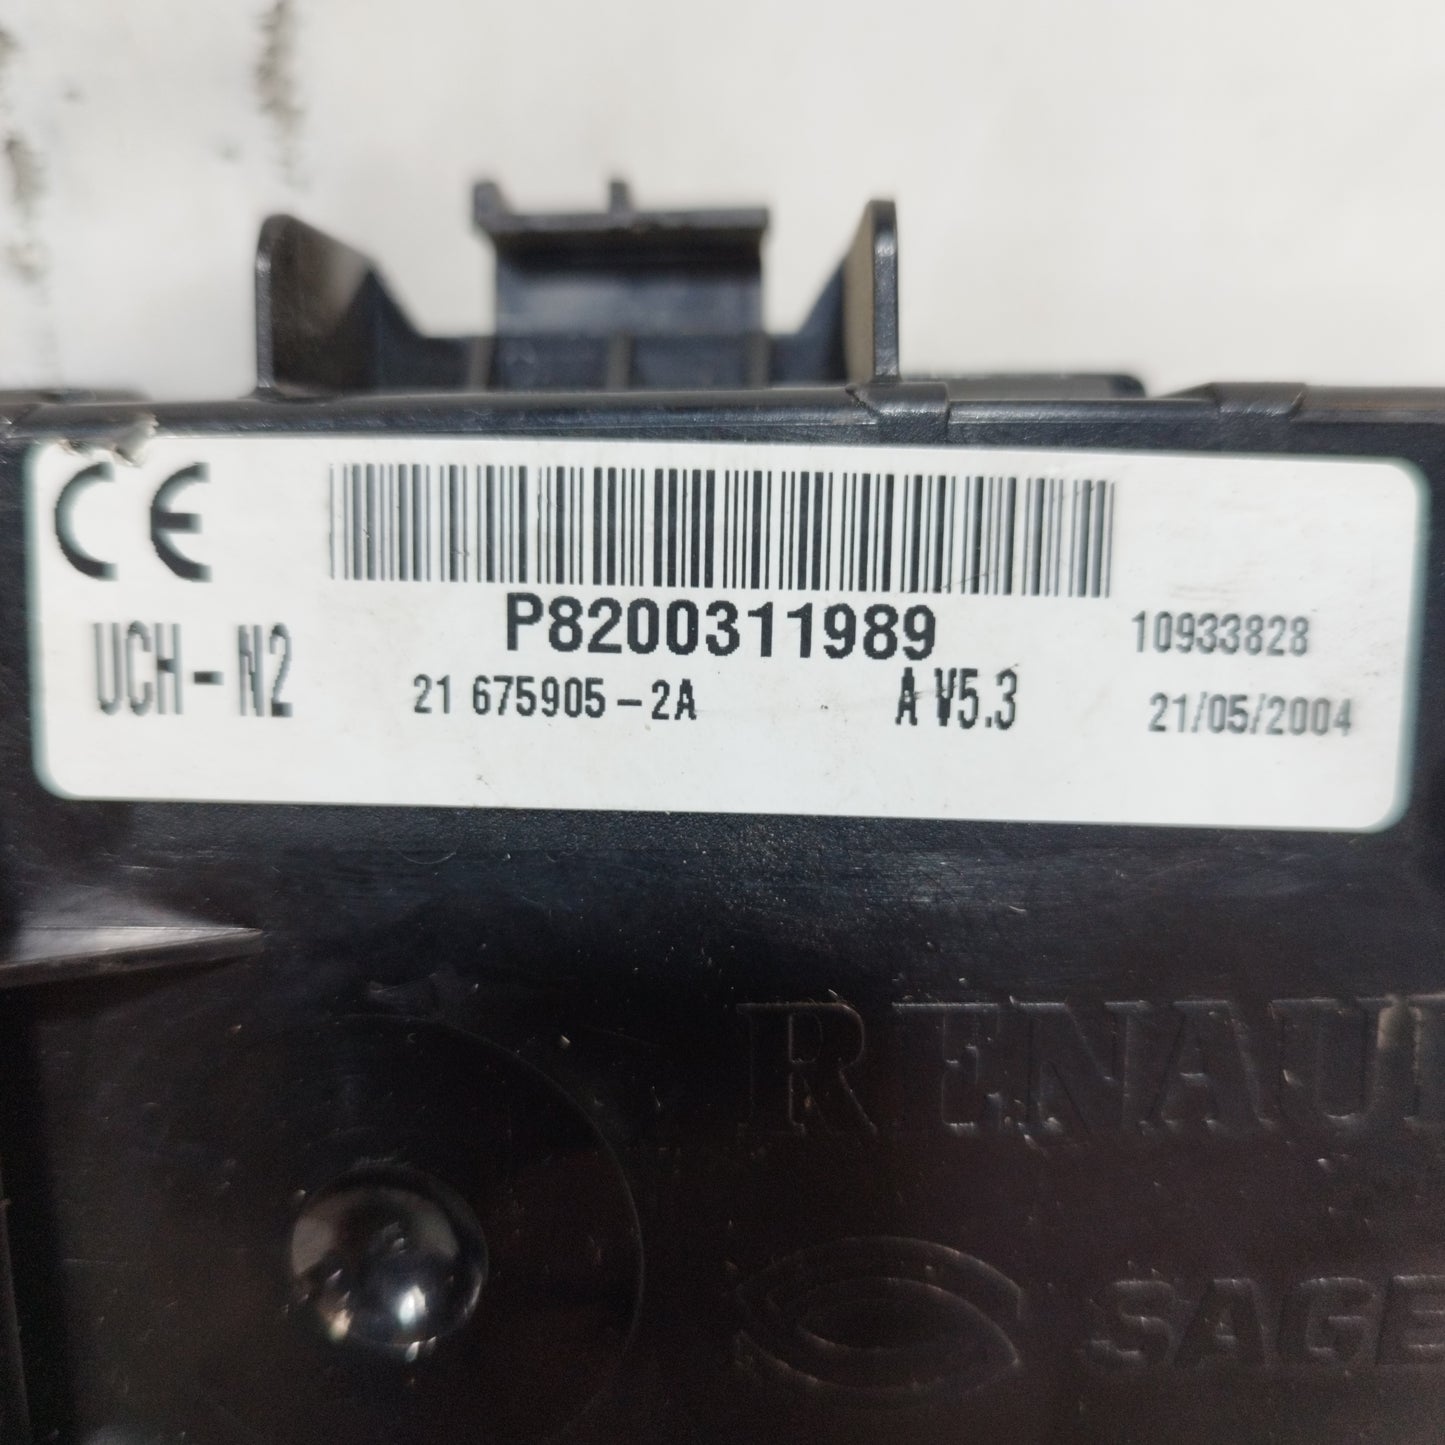 CE
P8200311989
10933828
UCH-N2
21 675905-2A
A V5.3
21/05/2004
RENAU
SAGE